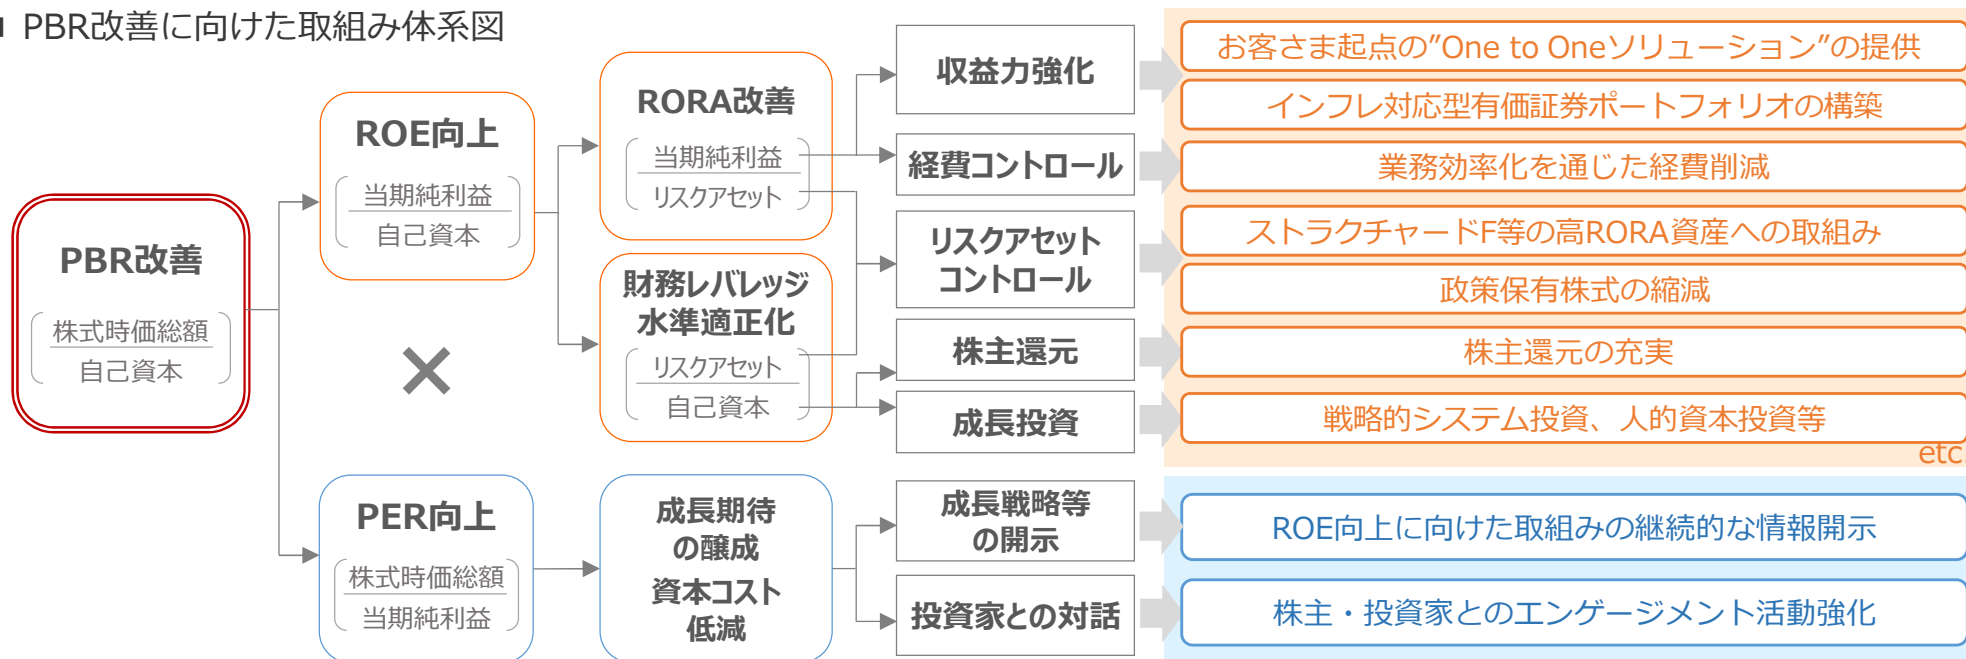 PBR改善に向けた取組み体系図
PBR改善
株式時価総額
自己資本
ROE向上
当期純利益
自己資本
×
PER向上
株式時価総額
当期純利益
RORA改善
当期純利益
リスクアセット
財務レバレッジ
水準適正化
リスクアセット
自己資本
成長期待
の醸成
資本コスト
低減
収益力強化
経費コントロール
リスクアセット
コントロール
株主還元
成長投資
成長戦略等
の開示
投資家との対話
お客さま起点の”One to Oneソリューション”の提供
インフレ対応型有価証券ポートフォリオの構築
業務効率化を通じた経費削減
ストラクチャードF等の高RORA資産への取組み
政策保有株式の縮減
株主還元の充実
戦略的システム投資、人的資本投資等
etc.
ROE向上に向けた取組みの継続的な情報開示
株主・投資家とのエンゲージメント活動強化